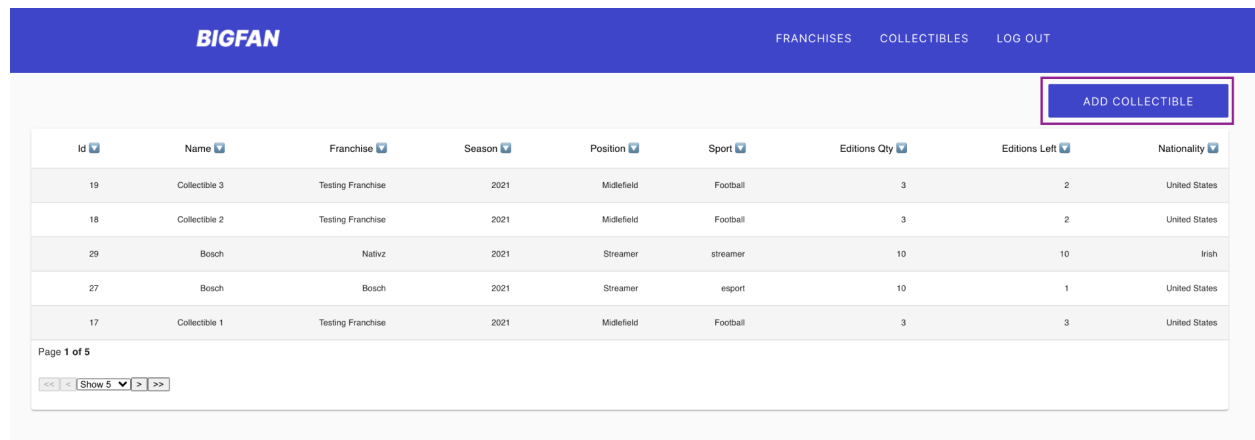 BIGFAN FRANCHISES COLLECTIBLES LOG OUT
ADD COLLECTIBLE
Id Name Franchise Season Position Sport Editions Qty Editions Left Nationality
19 Collectible 3 Testing Franchise 2021 Midlefield Football 3 2 United States
18 Collectible 2 Testing Franchise 2021 Midlefield Football 3 2 United States
29 Bosch Nativz 2021 Streamer streamer 10 10 Irish
27 Bosch Bosch 2021 Streamer esport 10 1 United States
17 Collectible 1 Testing Franchise 2021 Midlefield Football 3 3 United States
Page 1 of 5
<< < Show 5 > >>